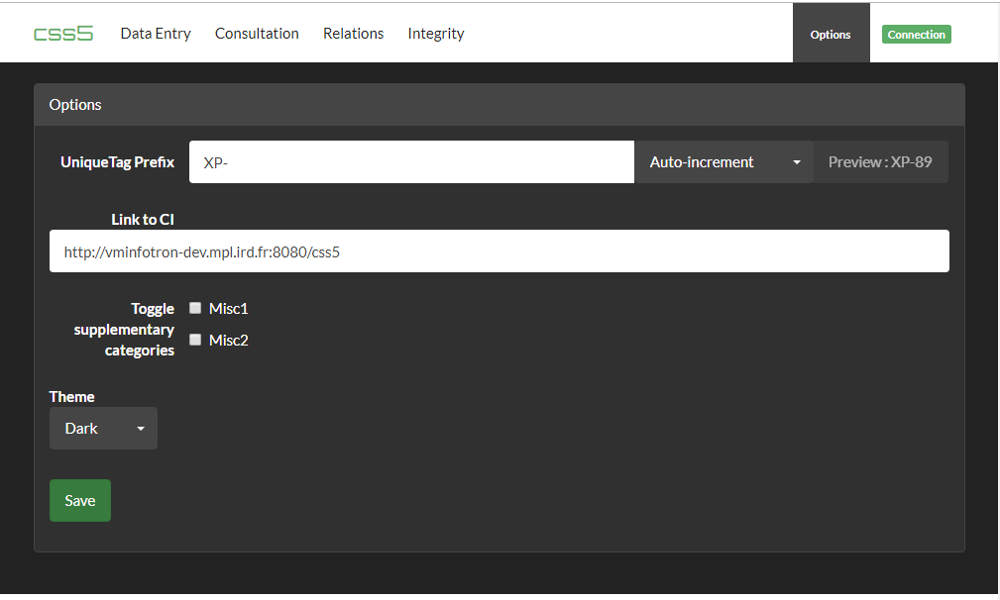 css5 Data Entry Consultation Relations Integrity Options Connection
Options
UniqueTag Prefix XP- Auto-increment Preview : XP-89
Link to CI
http://vminfotron-dev.mpl.ird.fr:8080/css5
Toggle Misc1
supplementary
categories Misc2
Theme
Dark
Save